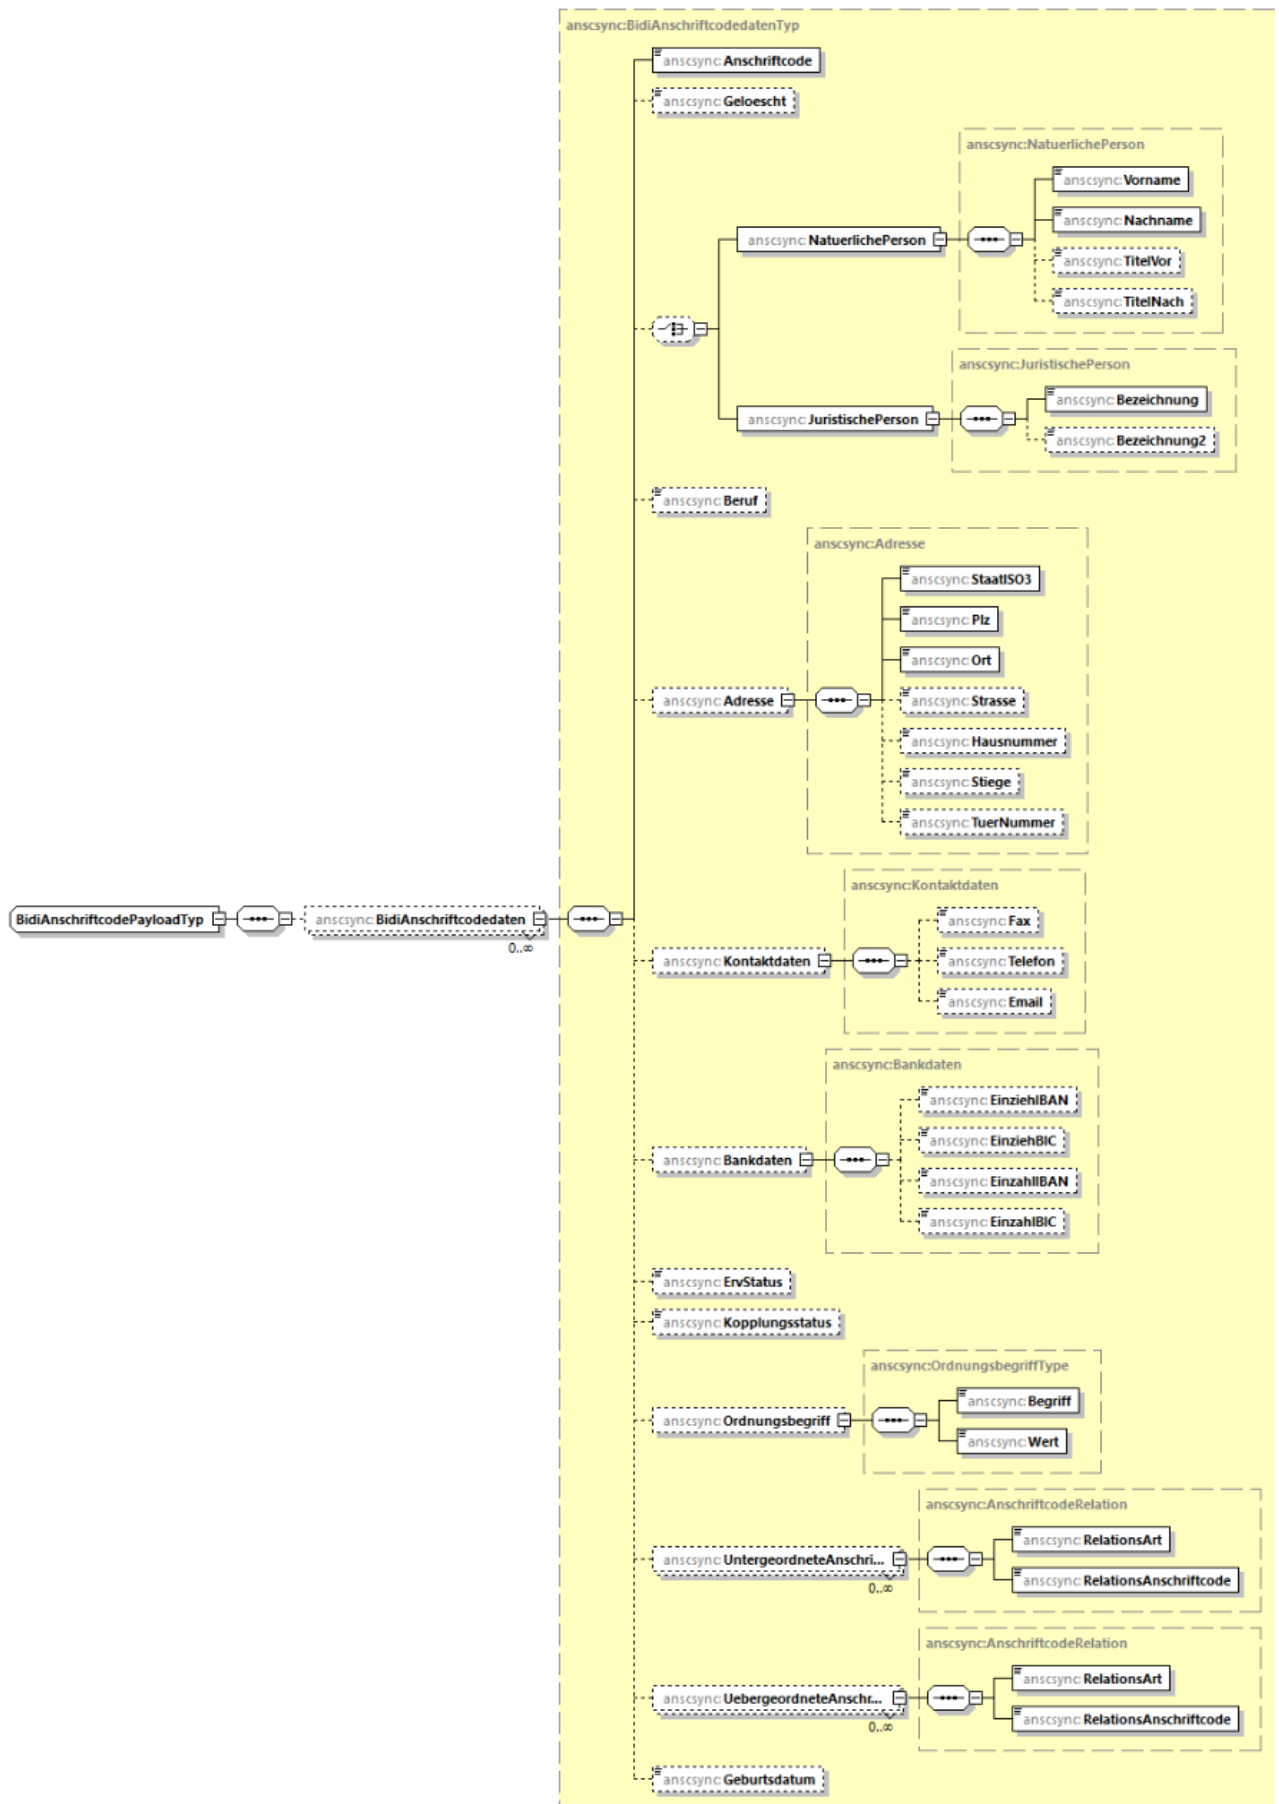 anscsync:BidiAnschriftcodedatenTyp
anscsync:Anschriftcode
anscsync:Geloescht
anscsync:NatuerlichePerson
anscsync:Vorname
anscsync:Nachname
anscsync:NatuerlichePerson
anscsync:TitelVor
anscsync:TitelNach
anscsync:JuristischePerson
anscsync:Bezeichnung
anscsync:JuristischePerson
anscsync:Bezeichnung2
anscsync:Beruf
anscsync:Adresse
anscsync:StaatISO3
anscsync:Plz
anscsync:Ort
anscsync:Adresse
anscsync:Strasse
anscsync:Hausnummer
anscsync:Stiege
anscsync:TuerNummer
anscsync:Kontaktdaten
BidiAnschriftcodePayloadTyp
anscsync:BidiAnschriftcodedaten
0..∞
anscsync:Fax
anscsync:Kontaktdaten
anscsync:Telefon
anscsync:Email
anscsync:Bankdaten
anscsync:EinziehIBAN
anscsync:EinziehBIC
anscsync:Bankdaten
anscsync:EinzahlIBAN
anscsync:EinzahlBIC
anscsync:ErvStatus
anscsync:Kopplungsstatus
anscsync:OrdnungsbegriffType
anscsync:Begriff
anscsync:Ordnungsbegriff
anscsync:Wert
anscsync:AnschriftcodeRelation
anscsync:RelationsArt
anscsync:UntergeordneteAnschri...
0..∞
anscsync:RelationsAnschriftcode
anscsync:AnschriftcodeRelation
anscsync:RelationsArt
anscsync:UebergeordneteAnschr...
0..∞
anscsync:RelationsAnschriftcode
anscsync:Geburtsdatum